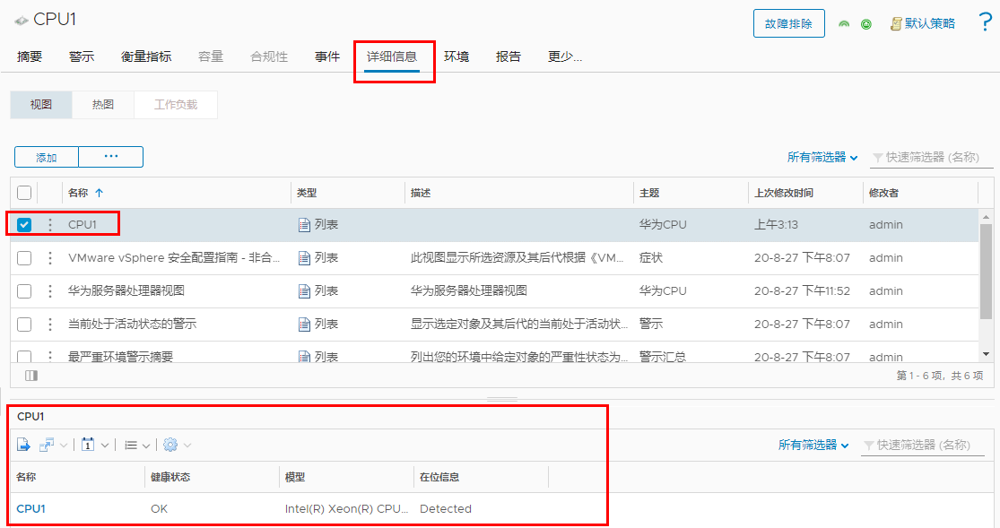 CPU1
故障排除 默认策略 ?
摘要 警示 衡量指标 容量 合规性 事件 详细信息 环境 报告 更少...
视图 热图 工作负载
添加 ... 所有筛选器 快速筛选器 (名称)
名称 类型 描述 主题 上次修改时间 修改者
CPU1 列表 华为CPU 上午3:13 admin
VMware vSphere 安全配置指南 - 非合... 列表 此视图显示所选资源及其后代根据《VM... 症状 20-8-27 下午8:07 admin
华为服务器处理器视图 列表 华为服务器处理器视图 华为CPU 20-8-27 下午11:52 admin
当前处于活动状态的警示 列表 显示选定对象及其后代的当前处于活动状... 警示 20-8-27 下午8:07 admin
最严重环境警示摘要 列表 列出您的环境中给定对象的严重性状态为... 警示汇总 20-8-27 下午8:07 admin
第 1 - 6 项，共 6 项
CPU1
1 所有筛选器 快速筛选器 (名称)
名称 健康状态 模型 在位信息
CPU1 OK Intel(R) Xeon(R) CPU... Detected